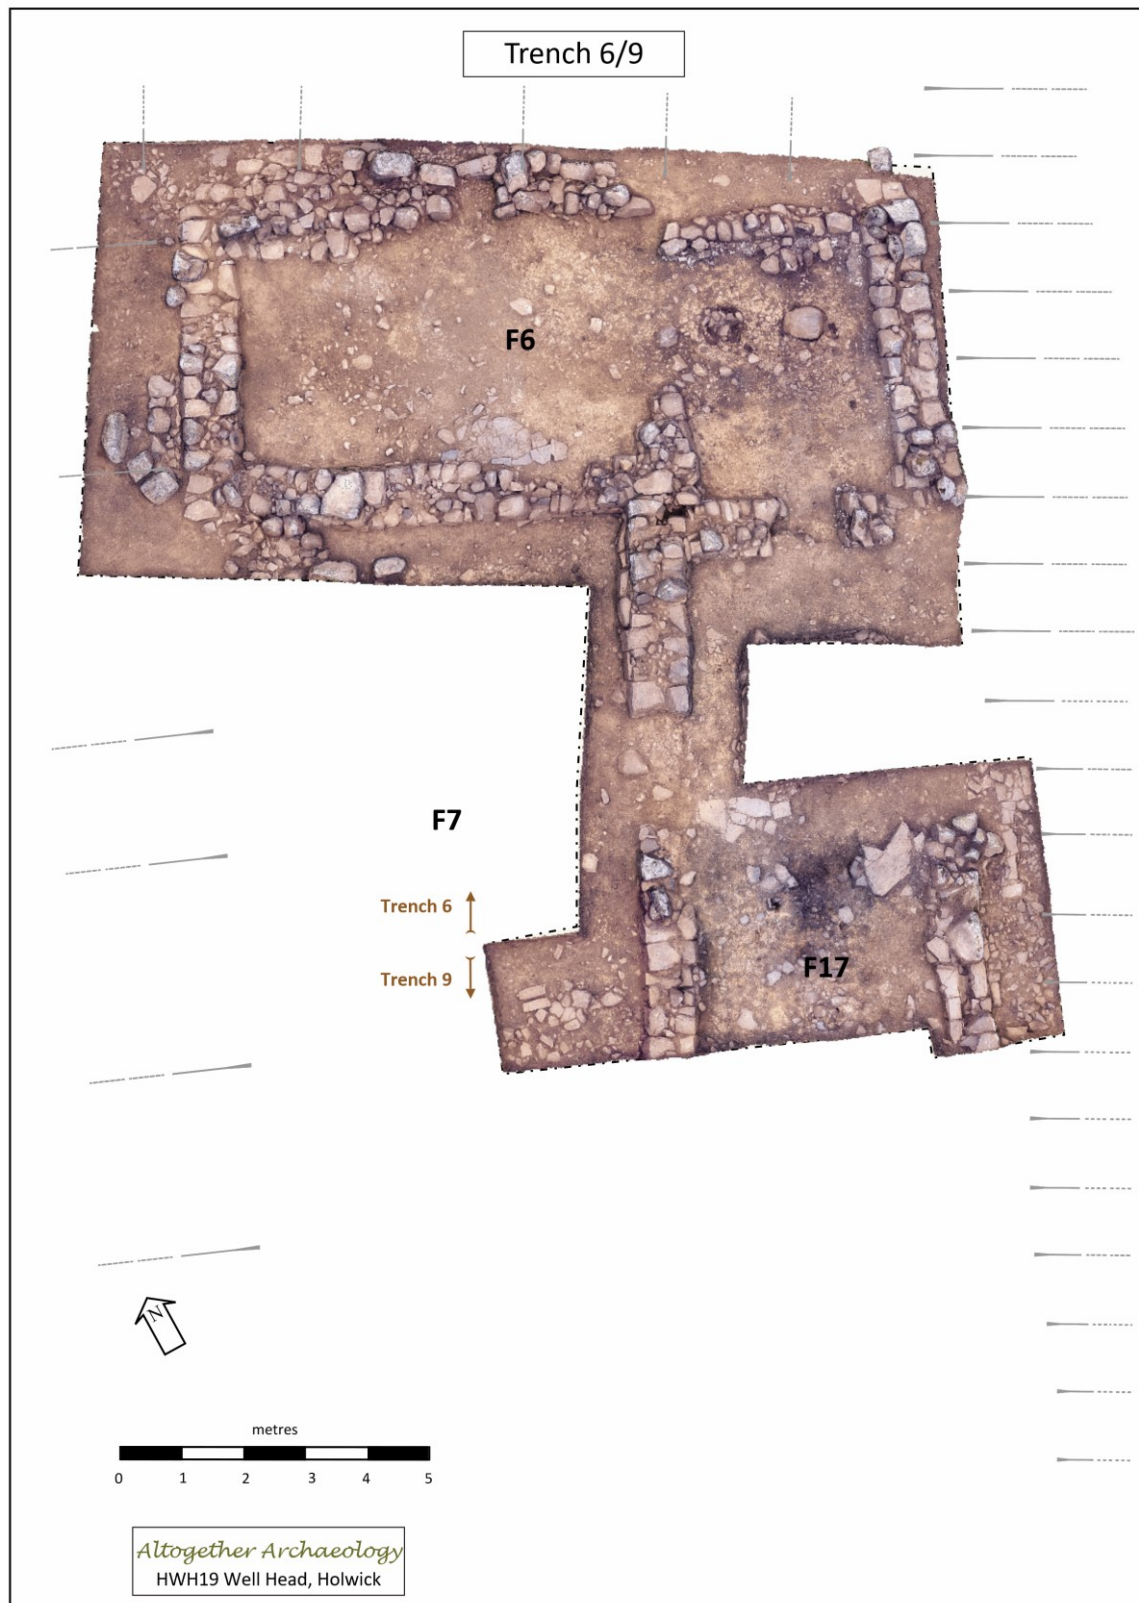 Trench 6/9
F6
F7
Trench 6
Trench 9
F17
N
metres
0 1 2 3 4 5
Altogether Archaeology
HWH19 Well Head, Holwick